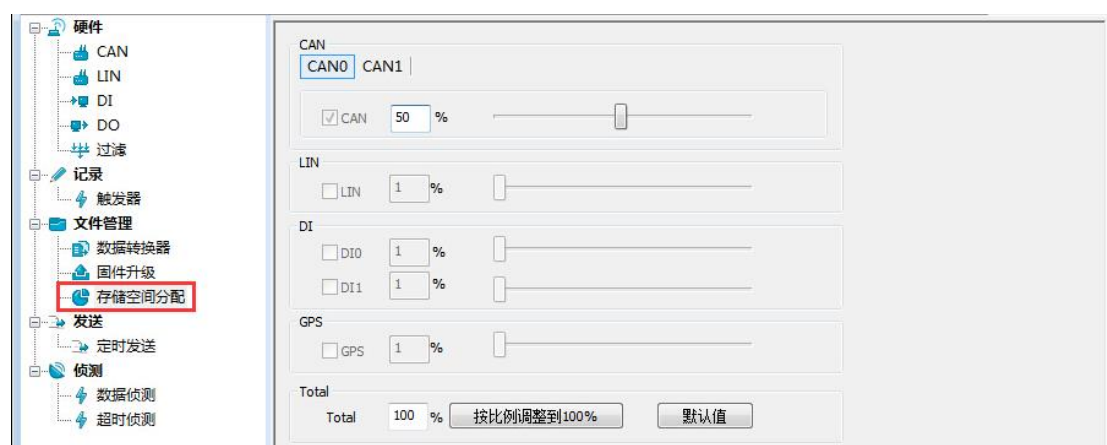 硬件
CAN
LIN
DI
DO
过滤
记录
触发器
文件管理
数据转换器
固件升级
存储空间分配
发送
定时发送
侦测
数据侦测
超时侦测
CAN
CAN0 CAN1
CAN 50 %
LIN
LIN 1 %
DI
DI0 1 %
DI1 1 %
GPS
GPS 1 %
Total
Total 100 % 按比例调整到100% 默认值